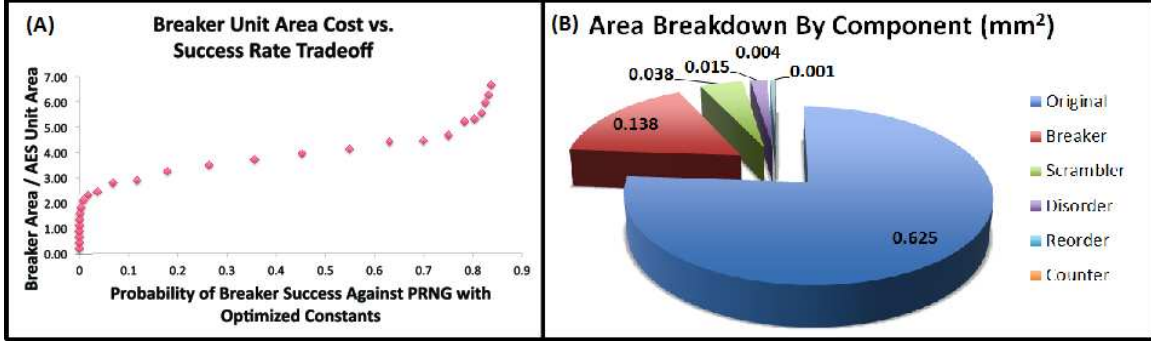 (A)
Breaker Unit Area Cost vs.
Success Rate Tradeoff
Breaker Area / AES Unit Area
7.00
6.00
5.00
4.00
3.00
2.00
1.00
0.00
0 0.1 0.2 0.3 0.4 0.5 0.6 0.7 0.8 0.9
Probability of Breaker Success Against PRNG with
Optimized Constants
(B) Area Breakdown By Component (mm²)
0.004
0.015
0.001
0.038
0.138
0.625
Original
Breaker
Scrambler
Disorder
Reorder
Counter